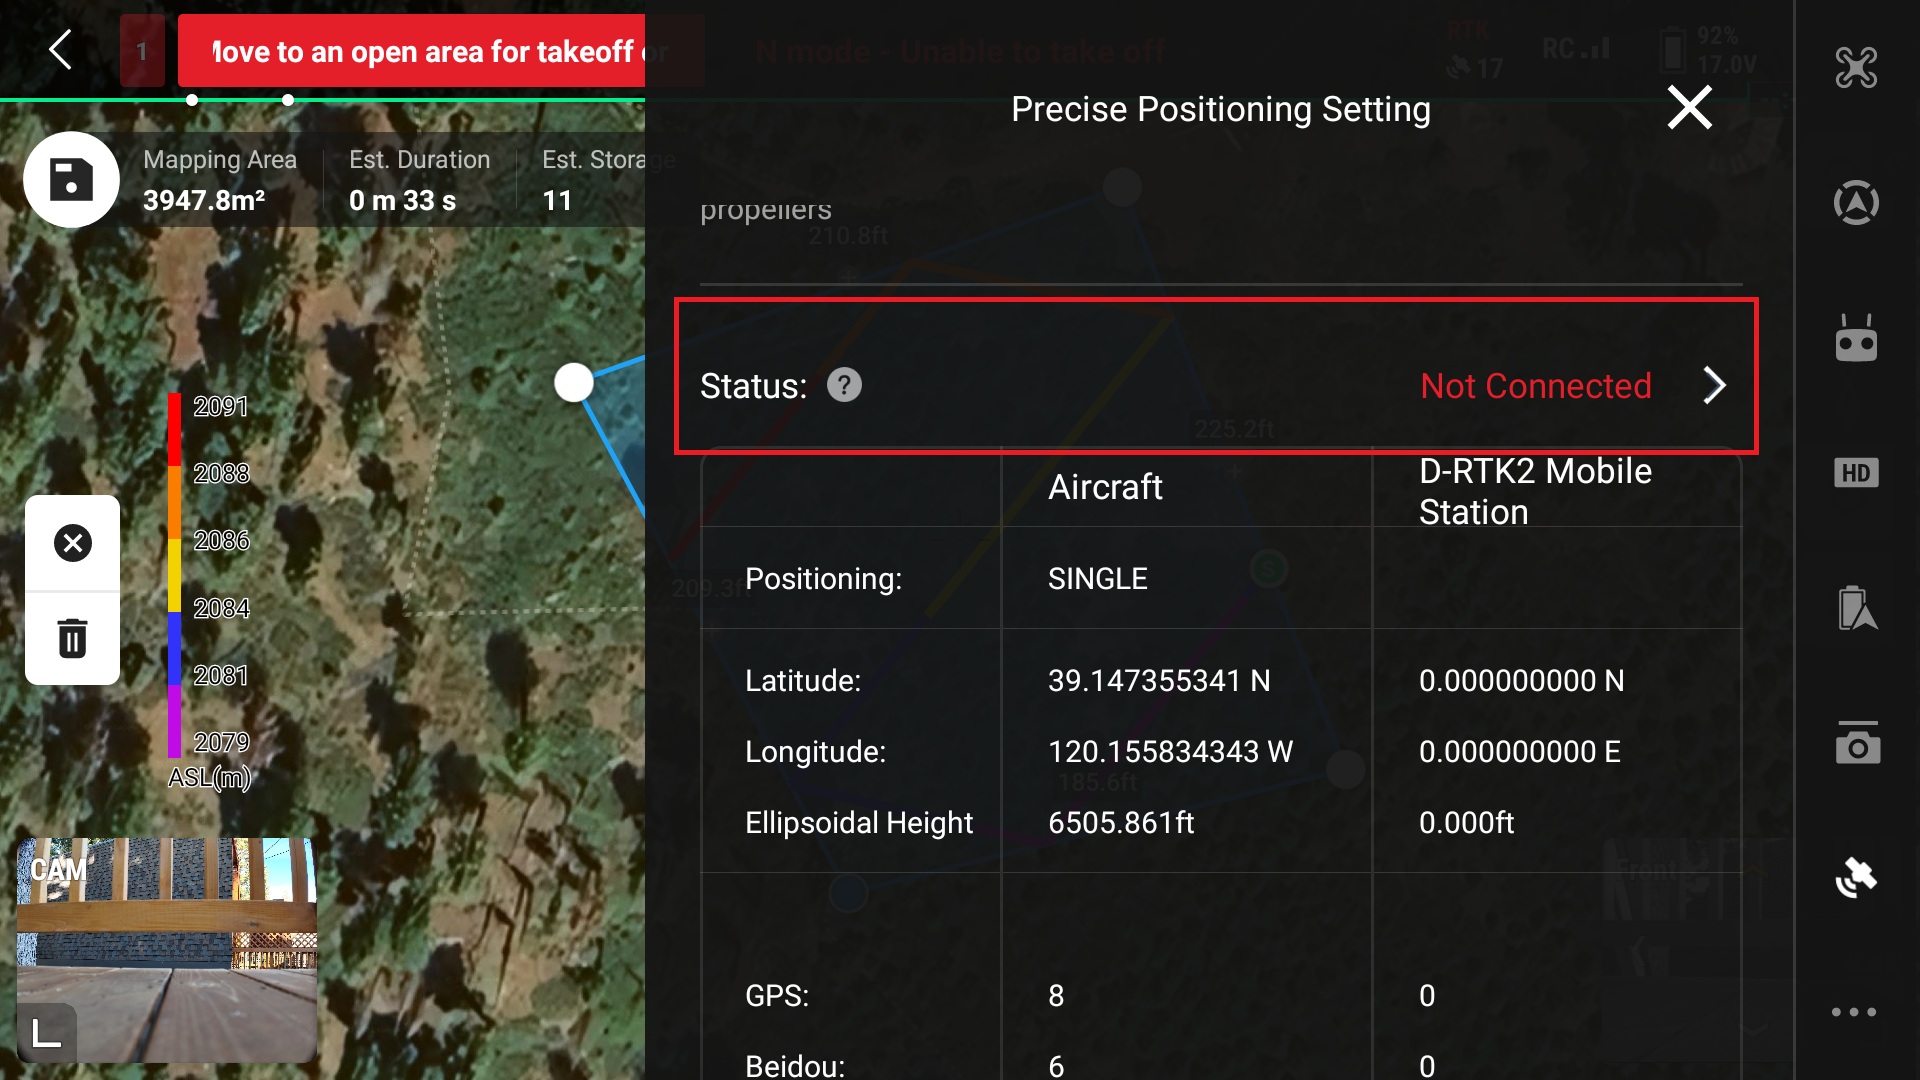 1
Move to an open area for takeoff or
N mode - Unable to take off
RTK
17
RC
92%
17.0V
Precise Positioning Setting
Mapping Area
3947.8m²
Est. Duration
0 m 33 s
Est. Storage
11
propellers
210.8ft
Status: ?
Not Connected
225.2ft
Aircraft
D-RTK2 Mobile
Station
Positioning:
SINGLE
S
209.3ft
Latitude:
39.147355341 N
0.000000000 N
Longitude:
120.155834343 W
0.000000000 E
185.6ft
Ellipsoidal Height
6505.861ft
0.000ft
GPS:
8
0
Beidou:
6
0
2091
2088
2086
2084
2081
2079
ASL(m)
CAM
L
Front
HD